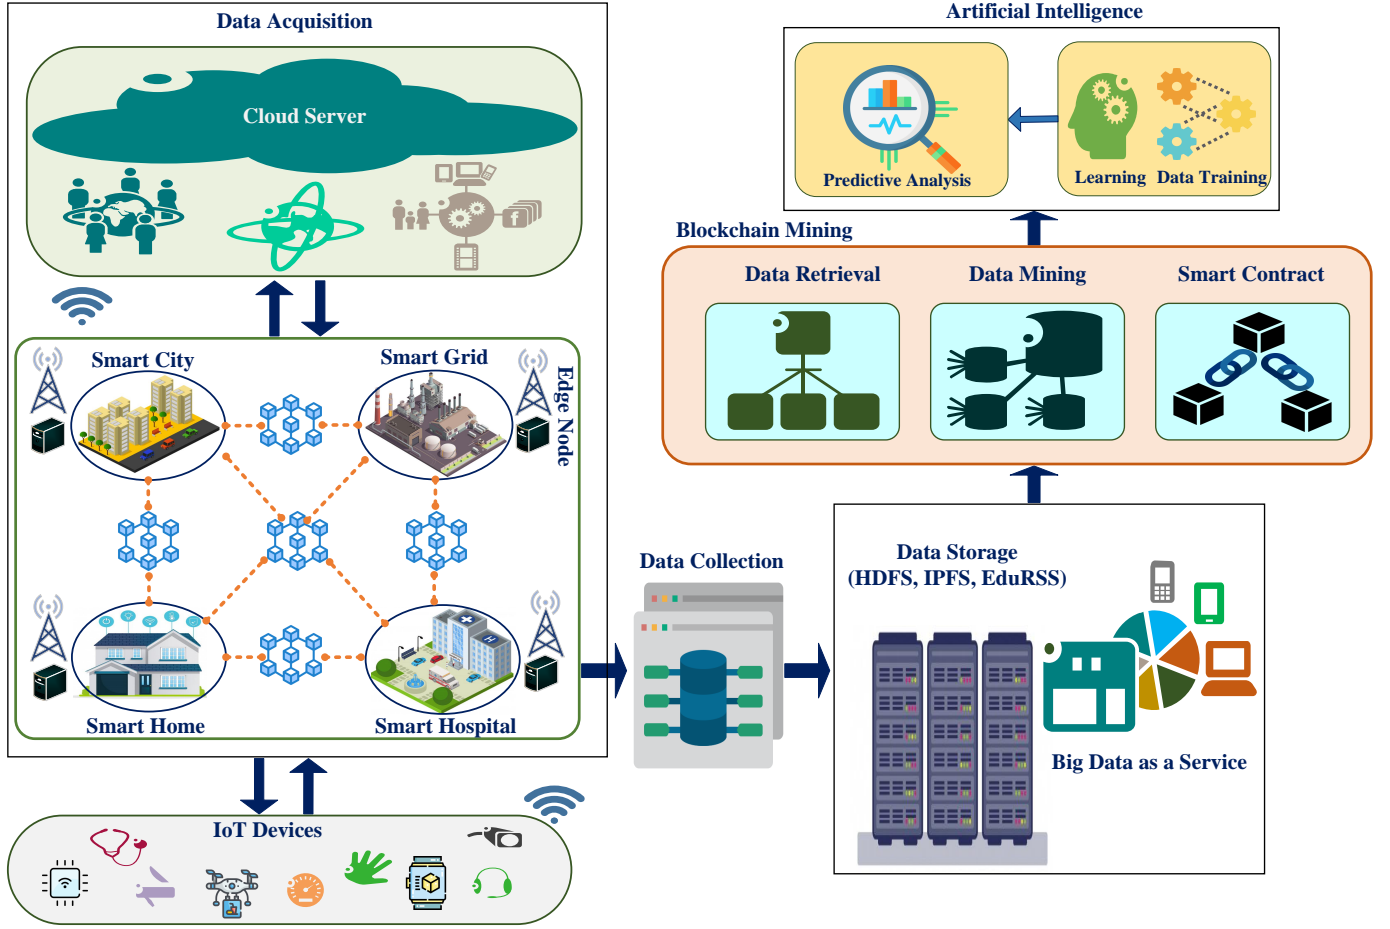 Data Acquisition
Cloud Server
Smart City
Smart Grid
Edge Node
Smart Home
Smart Hospital
IoT Devices
Data Collection
Data Storage
(HDFS, IPFS, EduRSS)
Big Data as a Service
Blockchain Mining
Data Retrieval
Data Mining
Smart Contract
Artificial Intelligence
Predictive Analysis
Learning
Data Training